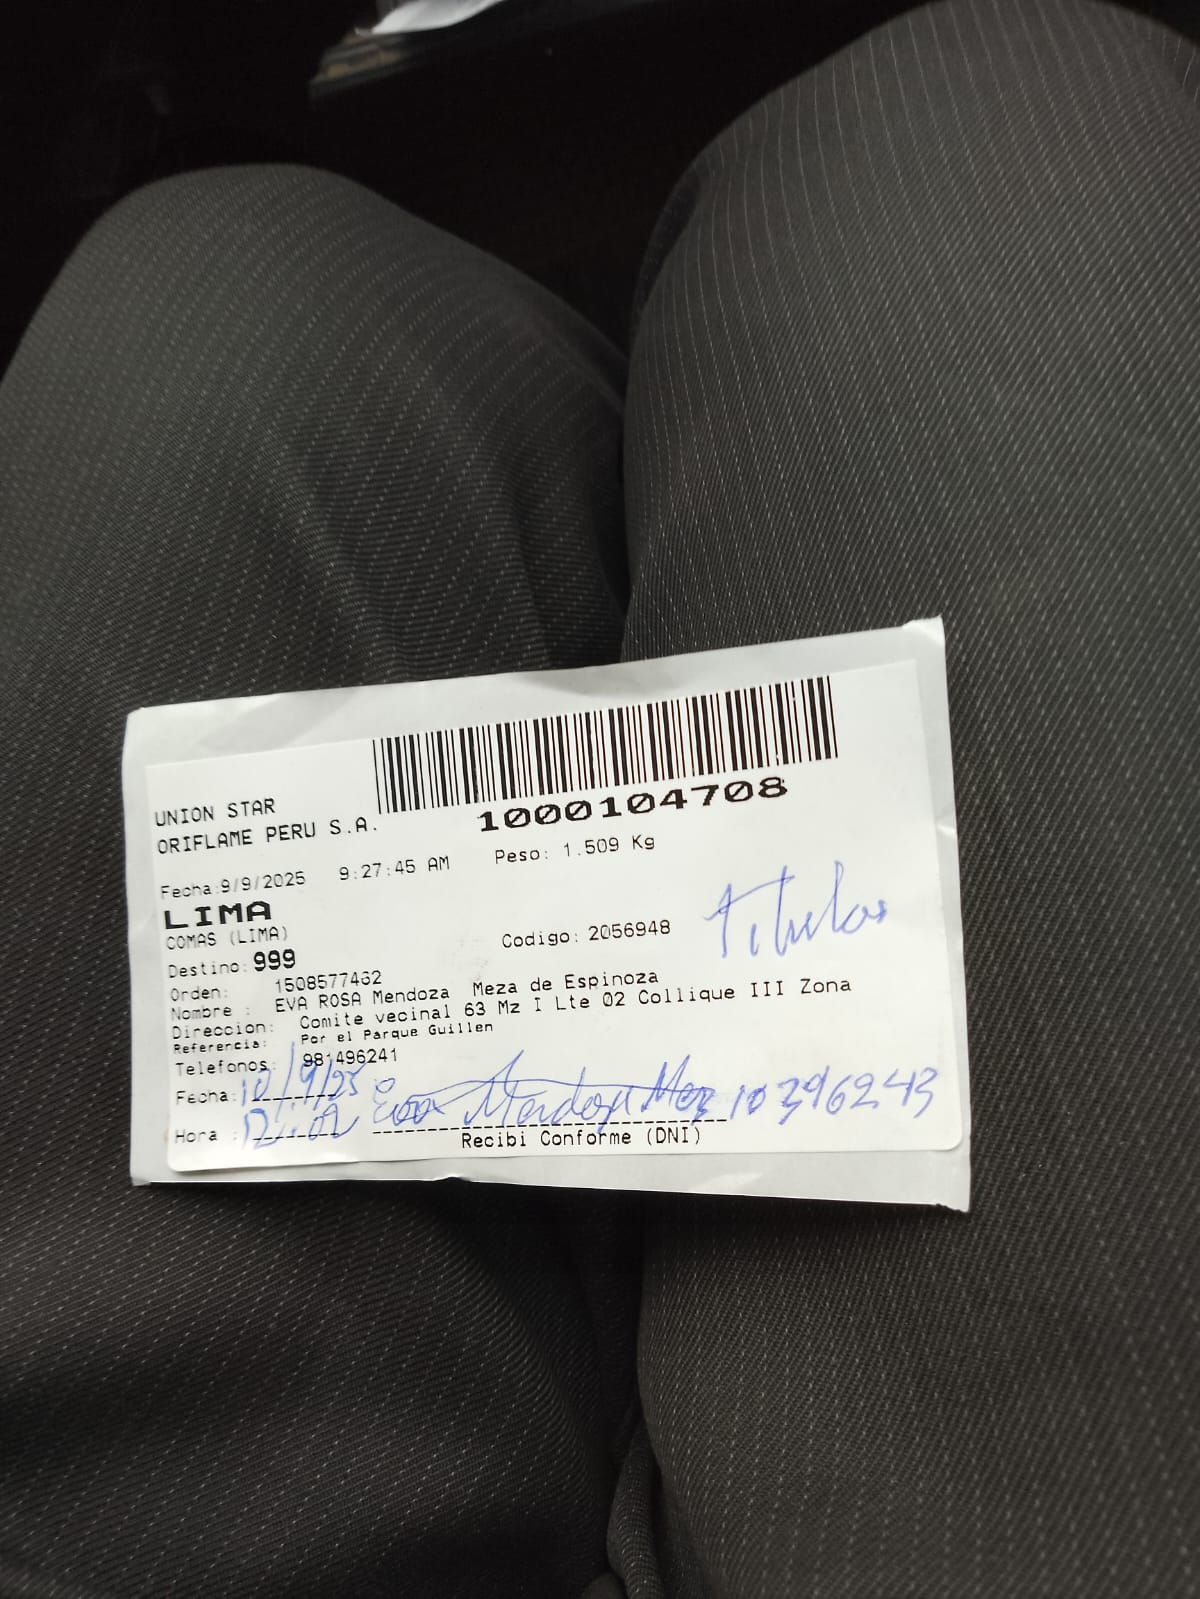 UNION STAR
ORIFLAME PERU S.A.
1000104708
Fecha:9/9/2025 9:27:45 AM Peso: 1.509 Kg
LIMA
COMAS (LIMA)
Codigo: 2056948 Titular
Destino: 999
Orden: 1508577462
Nombre : EVA ROSA Mendoza Meza de Espinoza
Direccion: Comite vecinal 63 Mz I Lte 02 Collique III Zona
Referencia: Por el Parque Guillen
Telefonos: 981496241
Fecha: 10/9/25
Hora : Eva Mendoza Mez 10396243
Recibi Conforme (DNI)